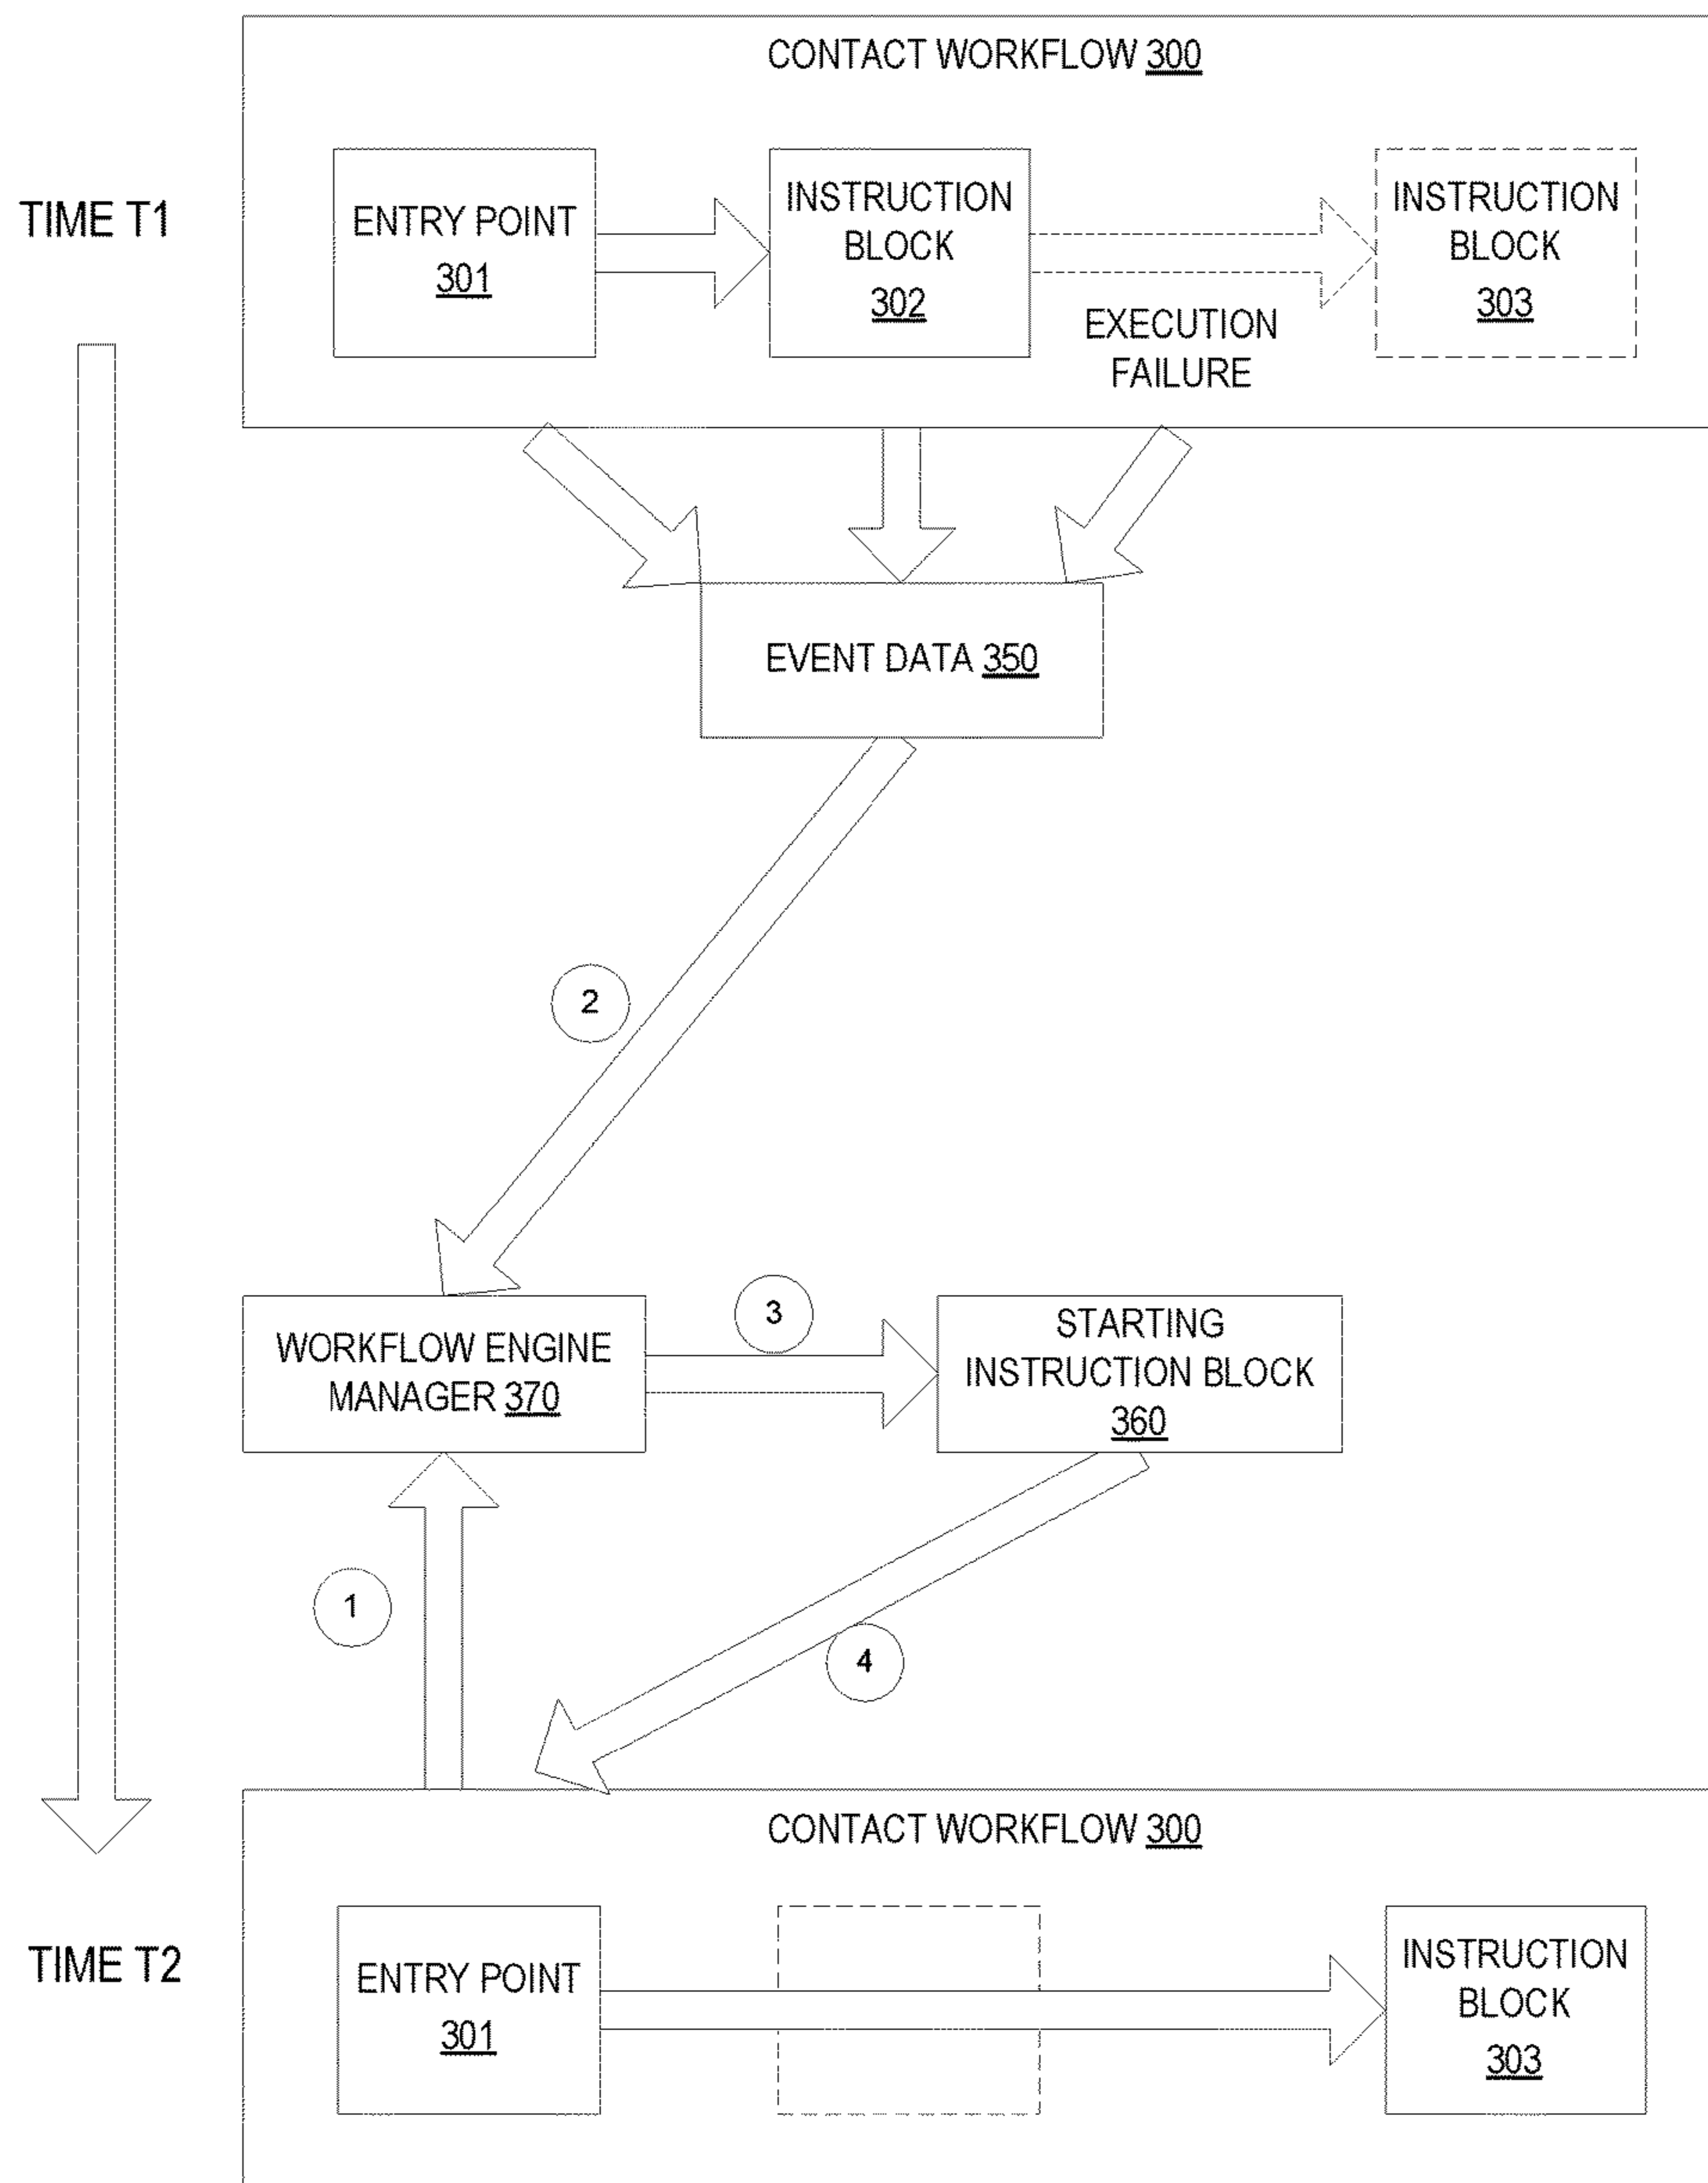 CONTACT WORKFLOW 300
TIME T1
ENTRY POINT
301
INSTRUCTION
BLOCK
302
EXECUTION
FAILURE
INSTRUCTION
BLOCK
303
EVENT DATA 350
2
WORKFLOW ENGINE
MANAGER 370
3
STARTING
INSTRUCTION BLOCK
360
1
4
CONTACT WORKFLOW 300
TIME T2
ENTRY POINT
301
INSTRUCTION
BLOCK
303